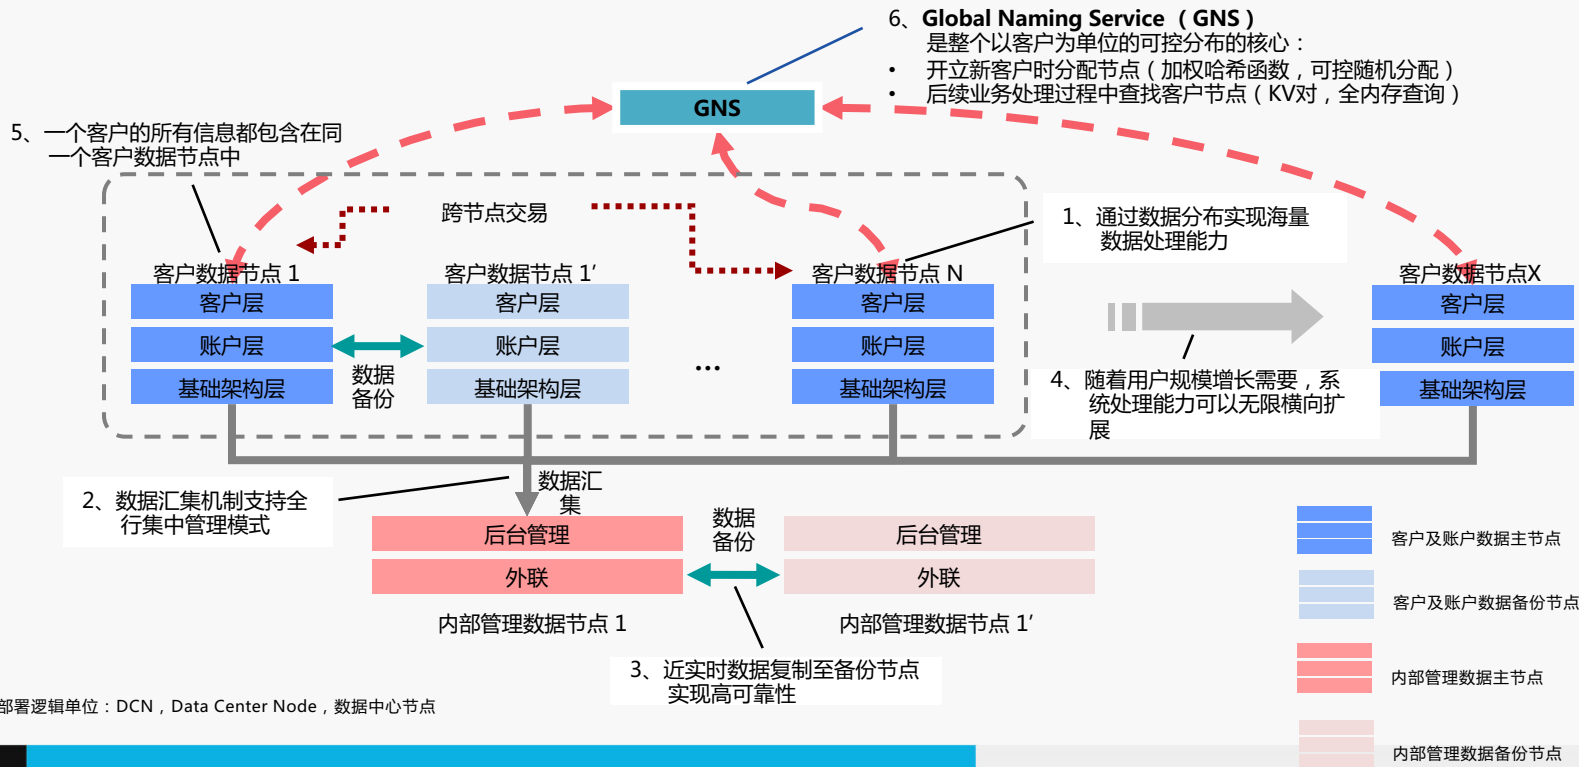 6、Global Naming Service （GNS）
是整个以客户为单位的可控分布的核心：
• 开立新客户时分配节点（加权哈希函数，可控随机分配）
• 后续业务处理过程中查找客户节点（KV对，全内存查询）
GNS
5、一个客户的所有信息都包含在同
一个客户数据节点中
跨节点交易
1、通过数据分布实现海量
数据处理能力
客户数据节点 1
客户层
账户层
基础架构层
数据
备份
客户数据节点 1’
客户层
账户层
基础架构层
...
客户数据节点 N
客户层
账户层
基础架构层
客户数据节点X
客户层
账户层
基础架构层
4、随着用户规模增长需要，系
统处理能力可以无限横向扩
展
2、数据汇集机制支持全
行集中管理模式
数据汇
集
后台管理
外联
内部管理数据节点 1
数据
备份
后台管理
外联
内部管理数据节点 1’
3、近实时数据复制至备份节点
实现高可靠性
客户及账户数据主节点
客户及账户数据备份节点
内部管理数据主节点
内部管理数据备份节点
部署逻辑单位：DCN，Data Center Node，数据中心节点